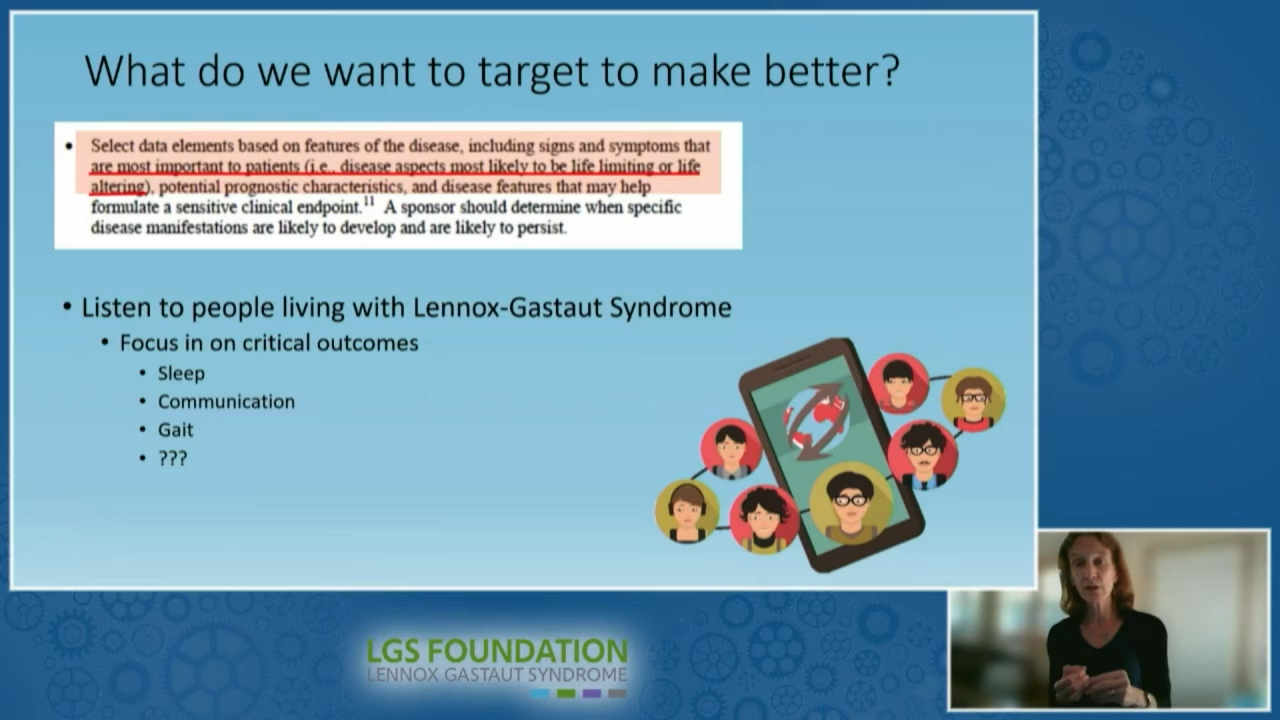 What do we want to target to make better?
• Select data elements based on features of the disease, including signs and symptoms that
are most important to patients (i.e., disease aspects most likely to be life limiting or life
altering), potential prognostic characteristics, and disease features that may help
formulate a sensitive clinical endpoint.11 A sponsor should determine when specific
disease manifestations are likely to develop and are likely to persist.
• Listen to people living with Lennox-Gastaut Syndrome
• Focus in on critical outcomes
• Sleep
• Communication
• Gait
• ???
LGS FOUNDATION
LENNOX GASTAUT SYNDROME